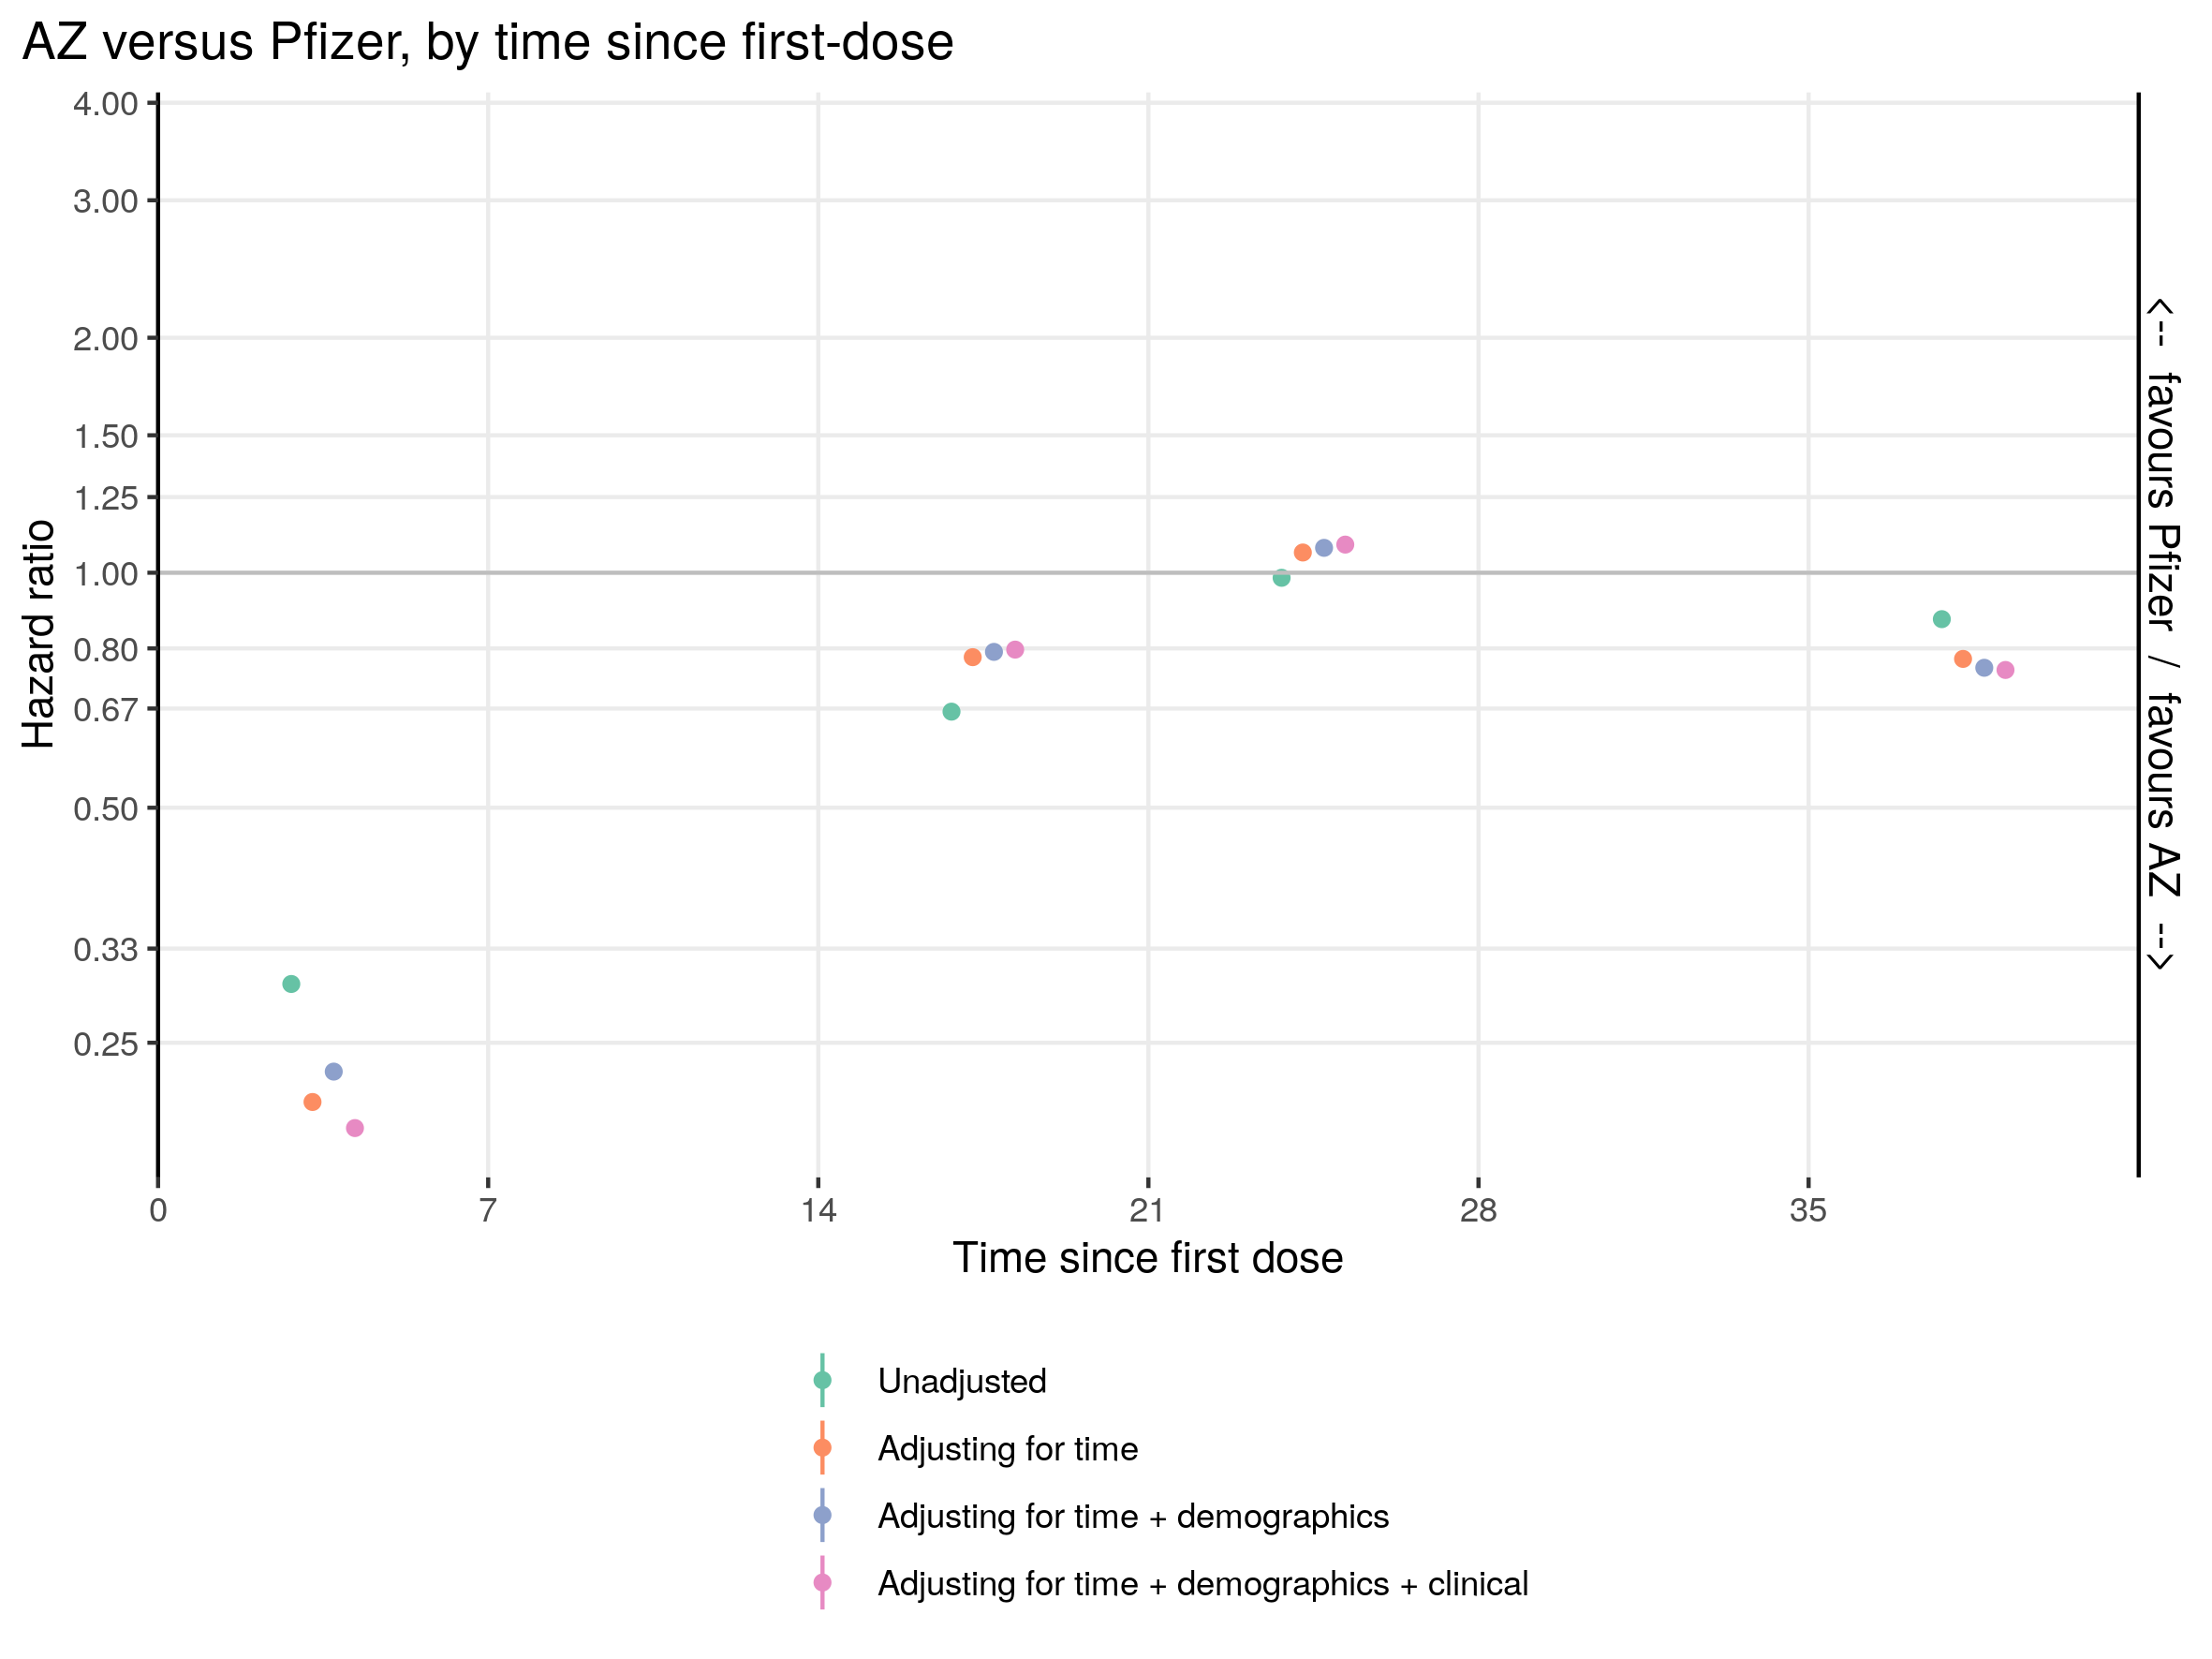 AZ versus Pfizer, by time since first-dose
4.00
3.00
2.00
1.50
1.25
1.00
0.80
0.67
0.50
0.33
0.25
Hazard ratio
<-- favours Pfizer / favours AZ -->
0 7 14 21 28 35
Time since first dose
Unadjusted
Adjusting for time
Adjusting for time + demographics
Adjusting for time + demographics + clinical